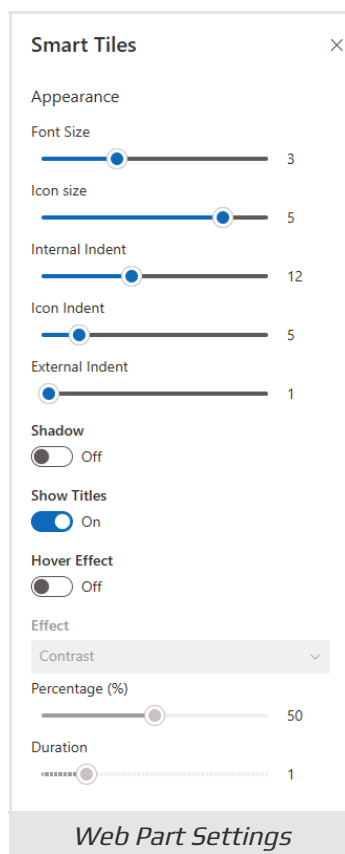 Smart Tiles
Appearance
Font Size
3
Icon size
5
Internal Indent
12
Icon Indent
5
External Indent
1
Shadow
Off
Show Titles
On
Hover Effect
Off
Effect
Contrast
Percentage (%)
50
Duration
1
Web Part Settings